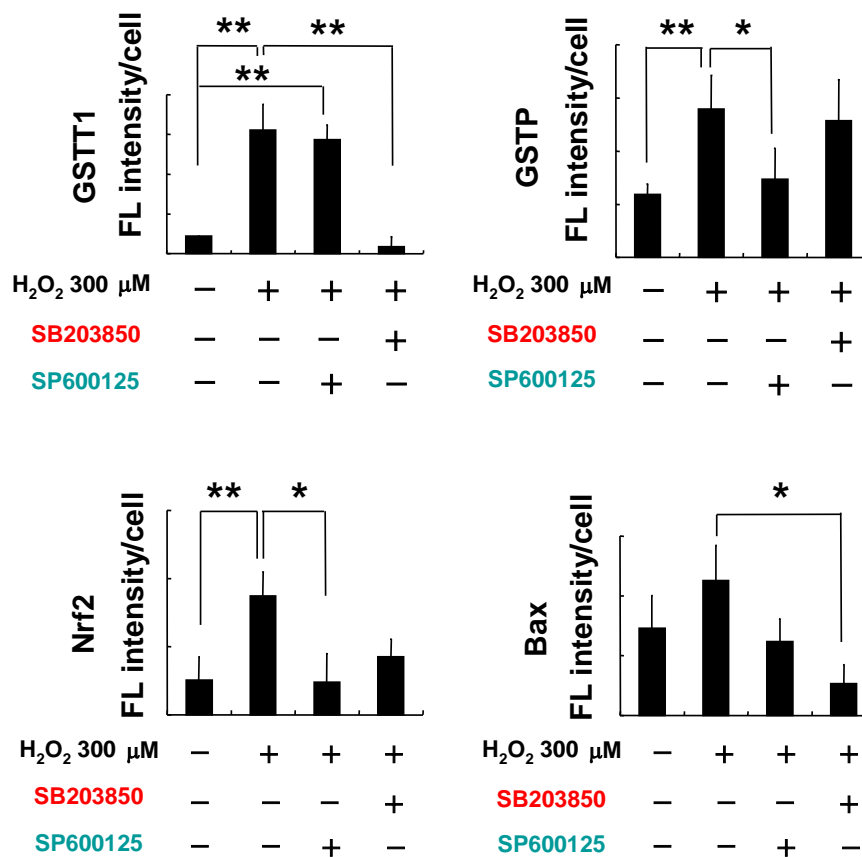 ** **
**
GSTT1
FL intensity/cell
H₂O₂ 300 μM − + + +
SB203850 − − − +
SP600125 − − + −
** *
GSTP
FL intensity/cell
H₂O₂ 300 μM − + + +
SB203850 − − − +
SP600125 − − + −
** *
Nrf2
FL intensity/cell
H₂O₂ 300 μM − + + +
SB203850 − − − +
SP600125 − − + −
*
Bax
FL intensity/cell
H₂O₂ 300 μM − + + +
SB203850 − − − +
SP600125 − − + −